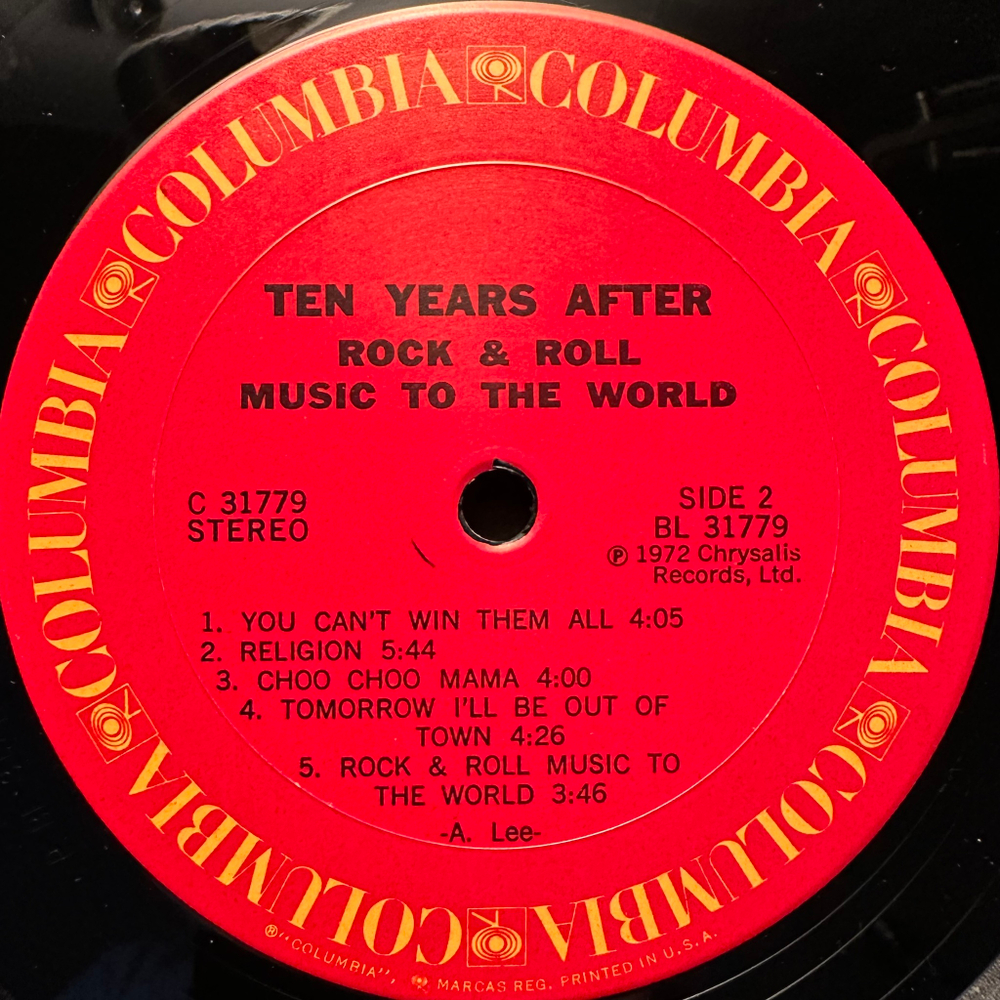 COLUMBIA COLUMBIA COLUMBIA COLUMBIA COLUMBIA COLUMBIA
TEN YEARS AFTER
ROCK & ROLL
MUSIC TO THE WORLD
C 31779
STEREO
SIDE 2
BL 31779
℗ 1972 Chrysalis
Records, Ltd.
1. YOU CAN'T WIN THEM ALL 4:05
2. RELIGION 5:44
3. CHOO CHOO MAMA 4:00
4. TOMORROW I'LL BE OUT OF
TOWN 4:26
5. ROCK & ROLL MUSIC TO
THE WORLD 3:46
-A. Lee-
®"COLUMBIA", MARCAS REG. PRINTED IN U.S.A.